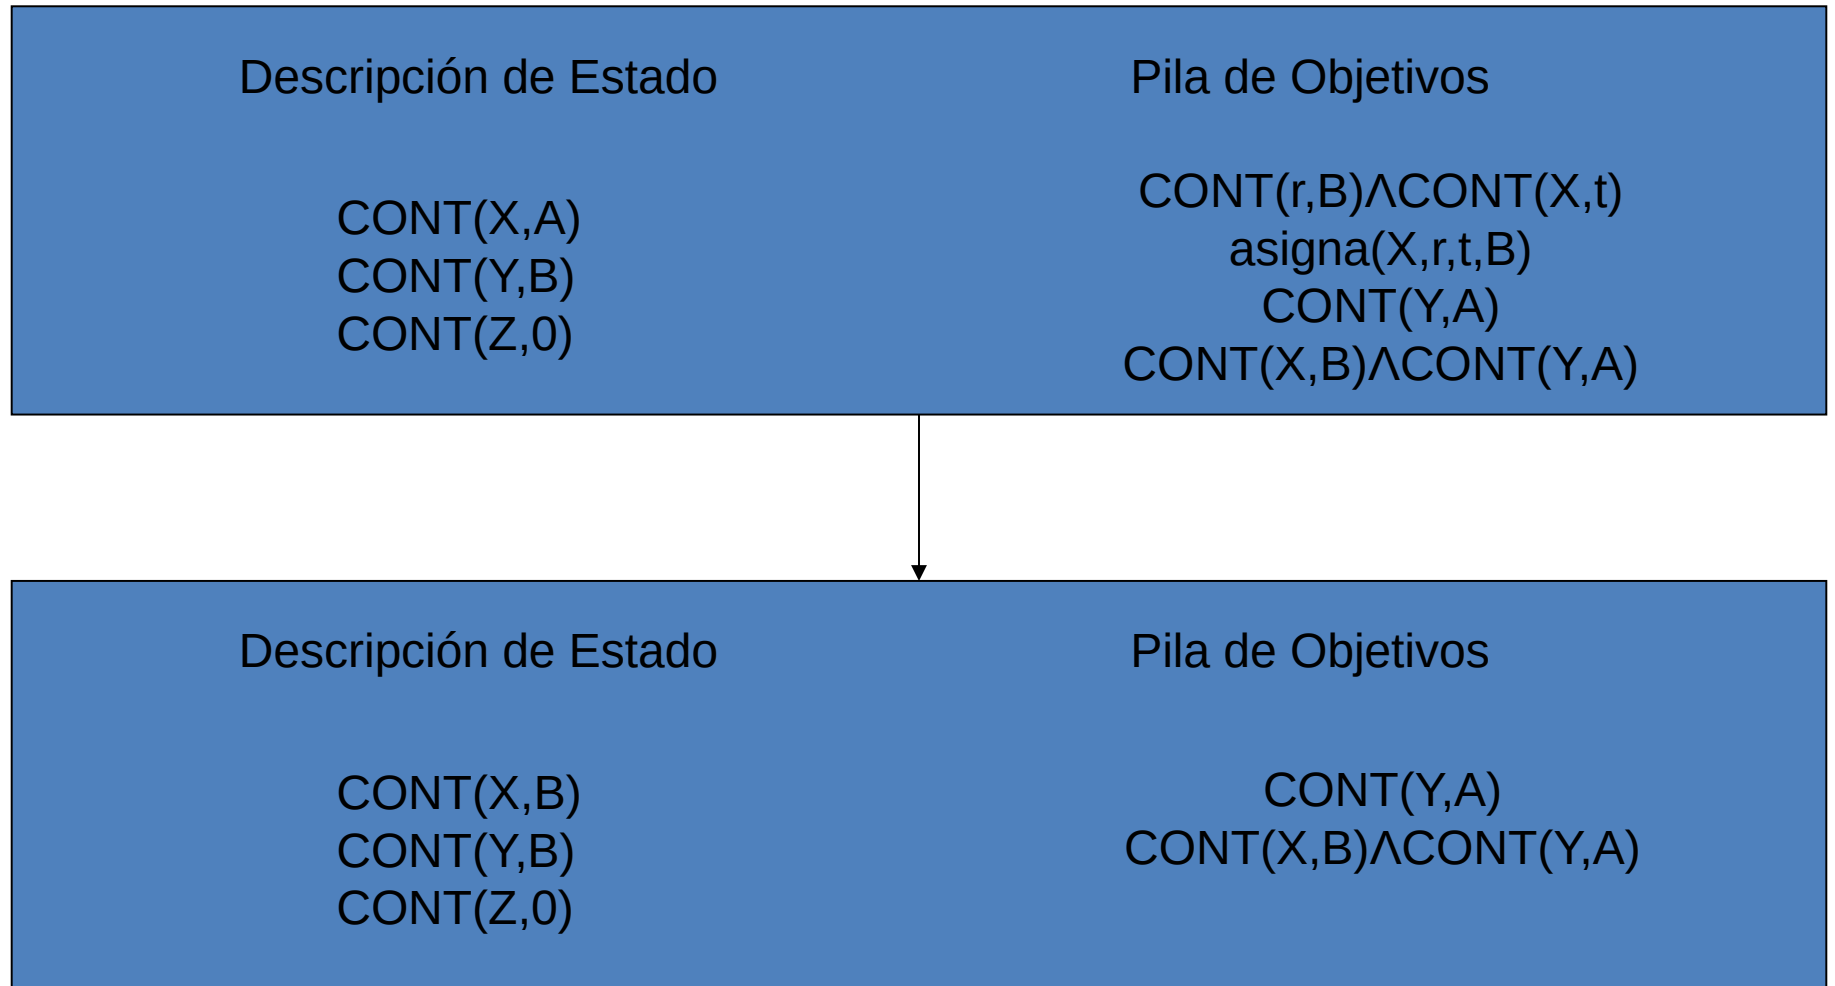 Descripción de Estado
Pila de Objetivos
CONT(X,A)
CONT(Y,B)
CONT(Z,0)
CONT(r,B)ΛCONT(X,t)
asigna(X,r,t,B)
CONT(Y,A)
CONT(X,B)ΛCONT(Y,A)
Descripción de Estado
Pila de Objetivos
CONT(X,B)
CONT(Y,B)
CONT(Z,0)
CONT(Y,A)
CONT(X,B)ΛCONT(Y,A)